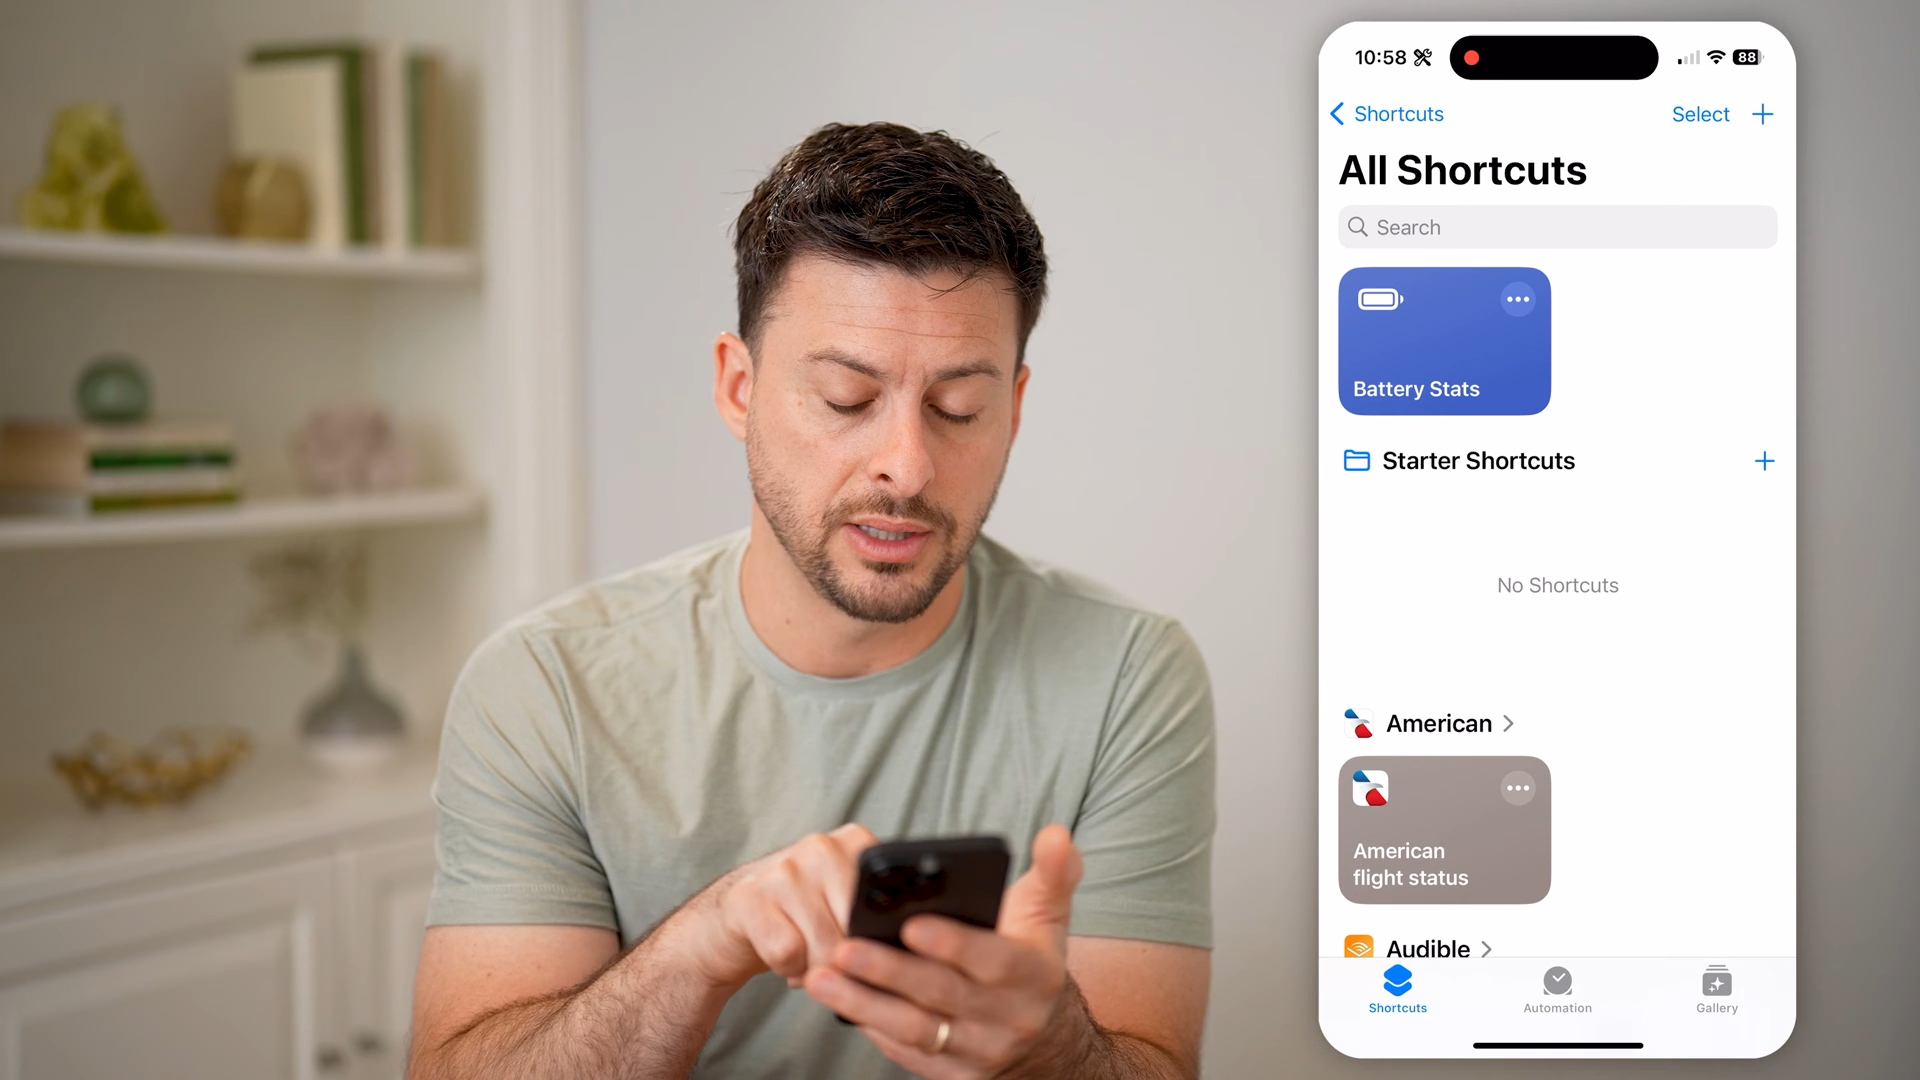 10:58
88
Shortcuts
Select
All Shortcuts
Search
Battery Stats
Starter Shortcuts
No Shortcuts
American
American
flight status
Audible
Shortcuts
Automation
Gallery